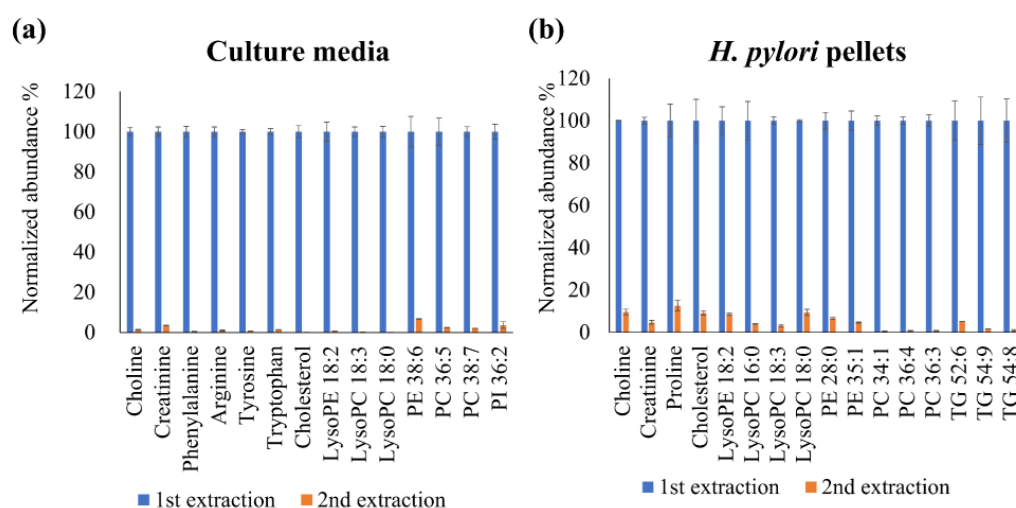 (a)
Culture media
Normalized abundance %
120
100
80
60
40
20
0
Choline
Creatinine
Phenylalanine
Arginine
Tyrosine
Tryptophan
Cholesterol
LysoPE 18:2
LysoPC 18:3
LysoPC 18:0
PE 38:6
PC 36:5
PC 38:7
PI 36:2
1st extraction
2nd extraction
(b)
H. pylori pellets
Normalized abundance %
120
100
80
60
40
20
0
Choline
Creatinine
Proline
Cholesterol
LysoPE 18:2
LysoPC 16:0
LysoPC 18:3
LysoPC 18:0
PE 28:0
PE 35:1
PC 34:1
PC 36:4
PC 36:3
TG 52:6
TG 54:9
TG 54:8
1st extraction
2nd extraction